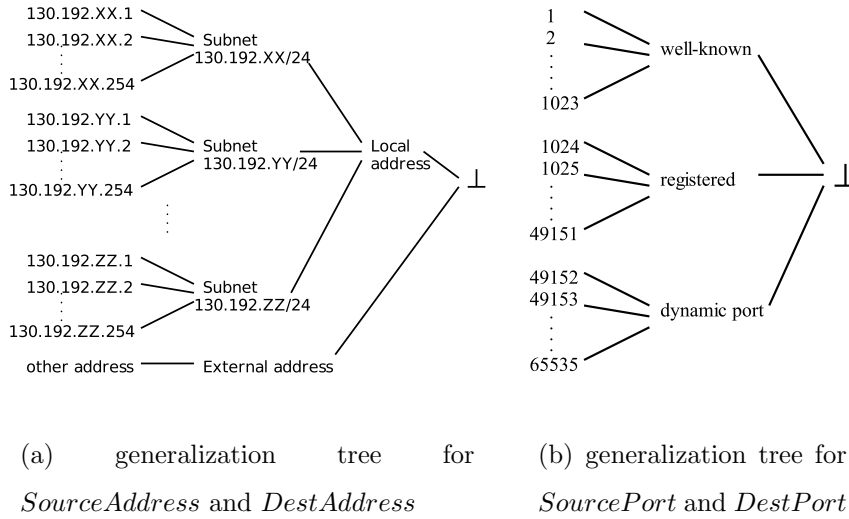 130.192.XX.1
130.192.XX.2
130.192.XX.254
Subnet
130.192.XX/24
130.192.YY.1
130.192.YY.2
130.192.YY.254
Subnet
130.192.YY/24
130.192.ZZ.1
130.192.ZZ.2
130.192.ZZ.254
Subnet
130.192.ZZ/24
other address
External address
Local
address
⊥
1
2
1023
well-known
1024
1025
49151
registered
49152
49153
65535
dynamic port
⊥
(a) generalization tree for
SourceAddress and DestAddress
(b) generalization tree for
SourcePort and DestPort